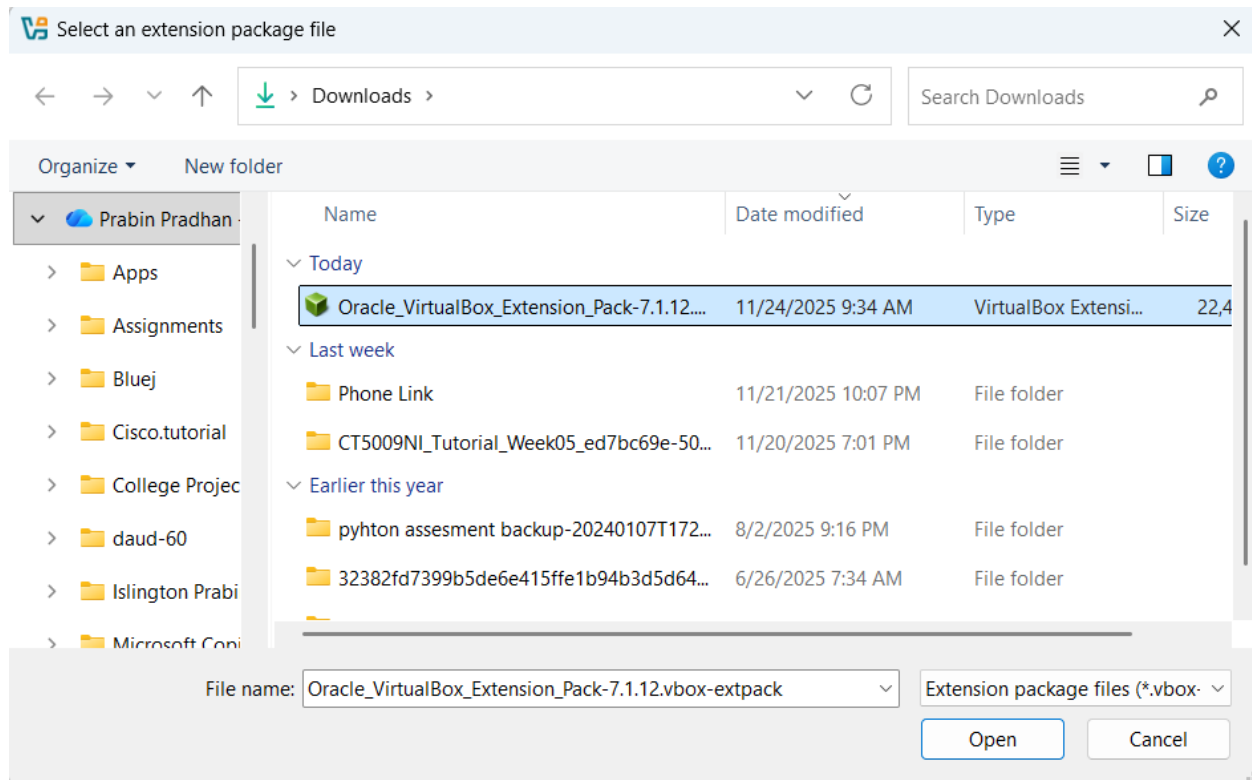 Select an extension package file
Downloads
Search Downloads
Organize New folder
Prabin Pradhan -
Apps
Assignments
Bluej
Cisco.tutorial
College Projec
daud-60
Islington Prabi
Microsoft Copi
Name Date modified Type Size
Today
Oracle_VirtualBox_Extension_Pack-7.1.12.... 11/24/2025 9:34 AM VirtualBox Extensi... 22,4
Last week
Phone Link 11/21/2025 10:07 PM File folder
CT5009NI_Tutorial_Week05_ed7bc69e-50... 11/20/2025 7:01 PM File folder
Earlier this year
pyhton assesment backup-20240107T172... 8/2/2025 9:16 PM File folder
32382fd7399b5de6e415ffe1b94b3d5d64... 6/26/2025 7:34 AM File folder
File name: Oracle_VirtualBox_Extension_Pack-7.1.12.vbox-extpack Extension package files (*.vbox-
Open Cancel